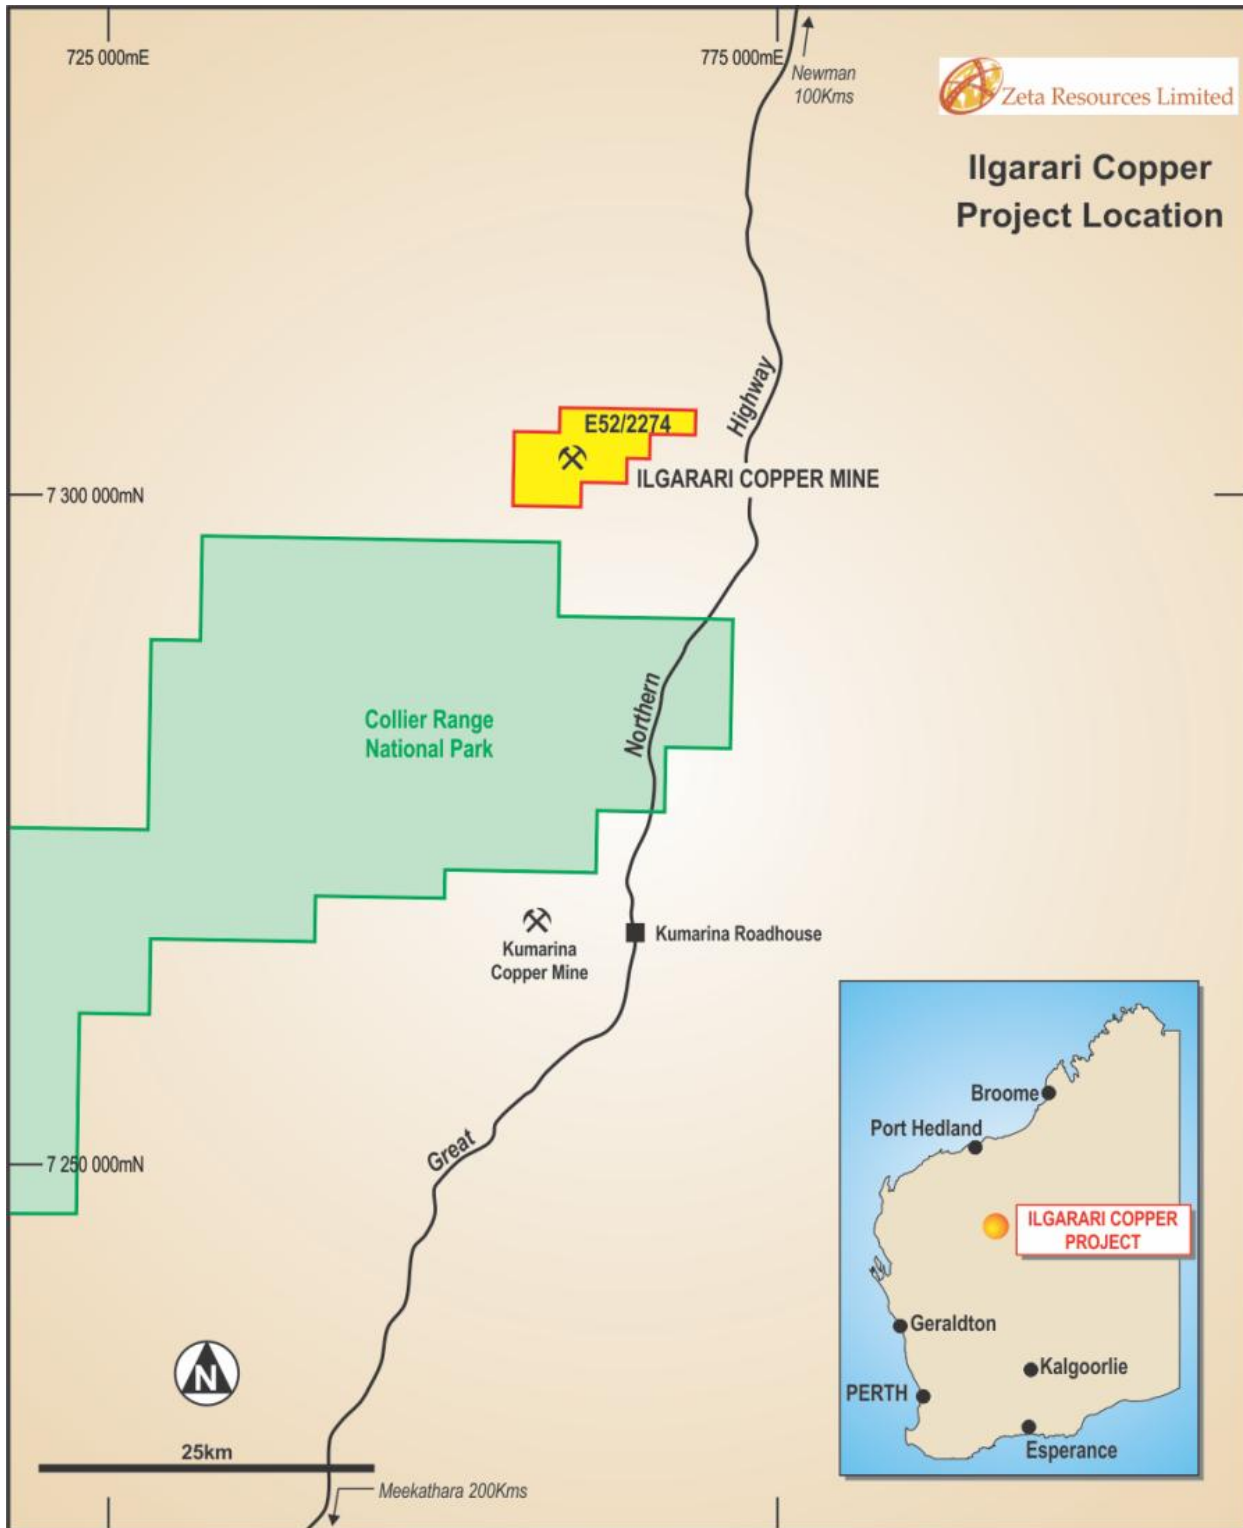 725 000mE
775 000mE
Newman
100Kms
Zeta Resources Limited
Ilgarari Copper
Project Location
Highway
E52/2274
ILGARARI COPPER MINE
7 300 000mN
Collier Range
National Park
Northern
Kumarina
Copper Mine
Kumarina Roadhouse
Great
7 250 000mN
Broome
Port Hedland
ILGARARI COPPER
PROJECT
Geraldton
Kalgoorlie
PERTH
Esperance
N
25km
Meekathara 200Kms